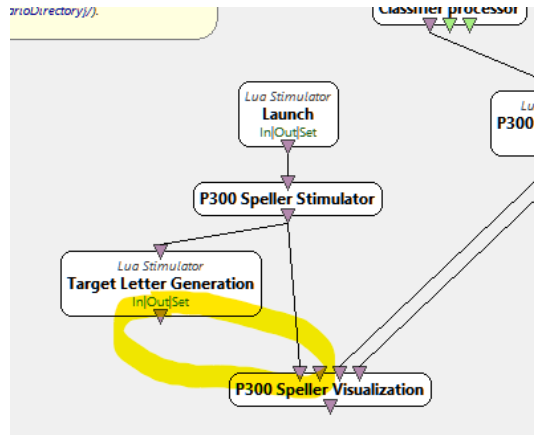 Classifier processor
Lua Stimulator
Launch
In|Out|Set
P300
P300 Speller Stimulator
Lua Stimulator
Target Letter Generation
In|Out|Set
P300 Speller Visualization